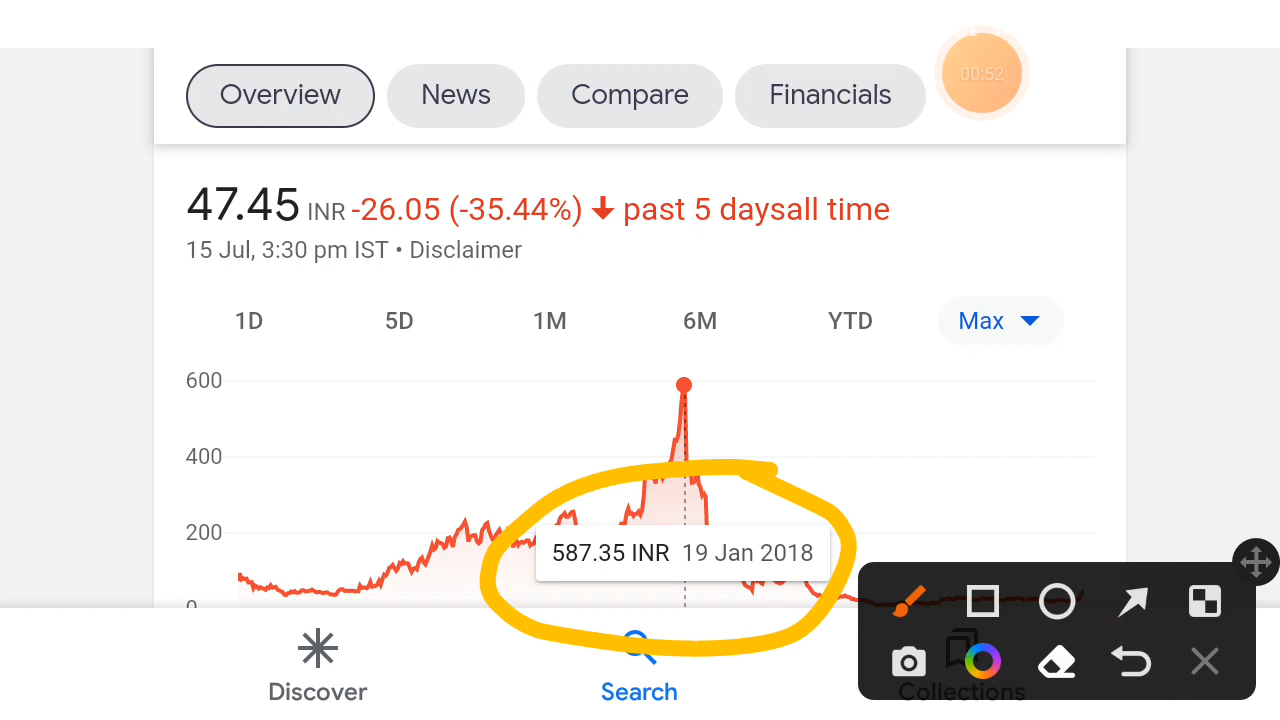 Overview News Compare Financials 00:52
47.45 INR -26.05 (-35.44%) past 5 daysall time
15 Jul, 3:30 pm IST • Disclaimer
1D 5D 1M 6M YTD Max
600
400
200
587.35 INR 19 Jan 2018
0
Discover Search Collections